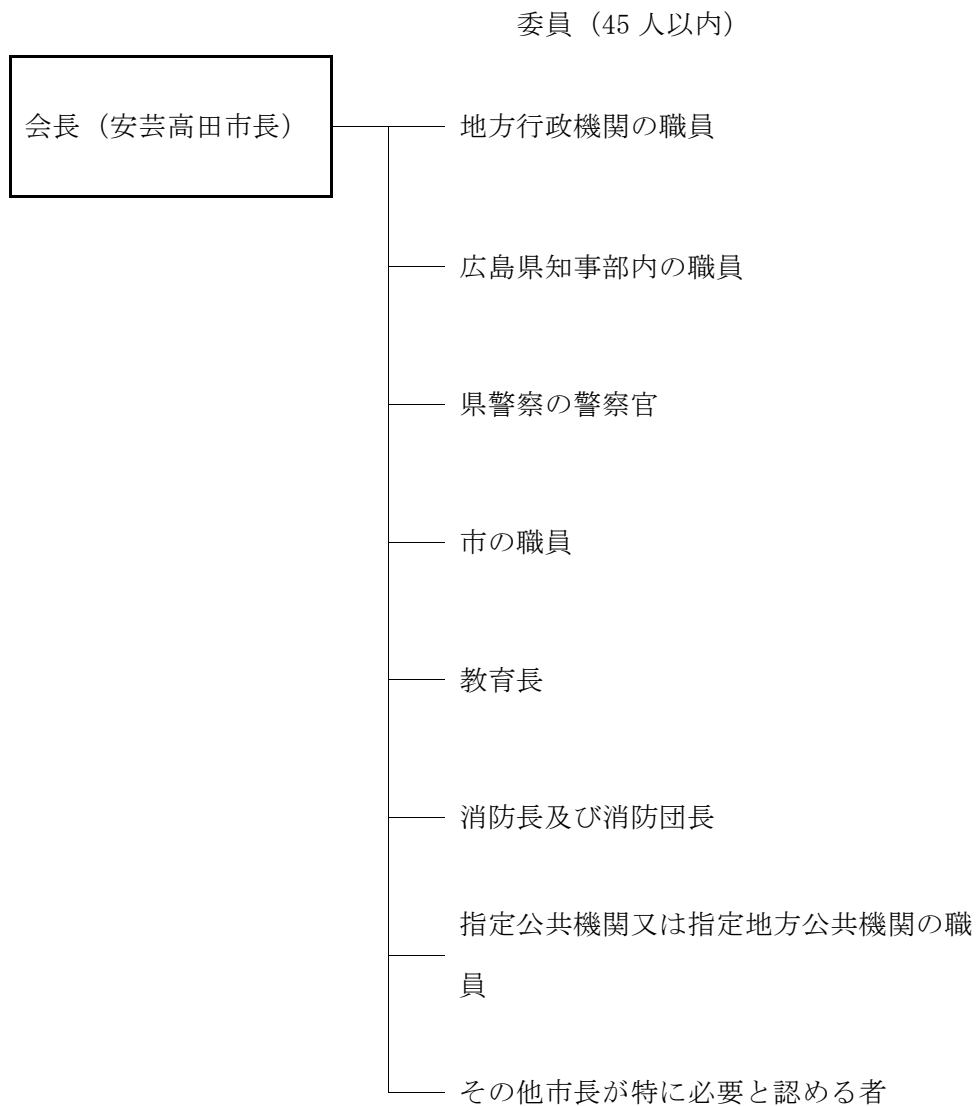 委員（45 人以内）
会長（安芸高田市長）
地方行政機関の職員
広島県知事部内の職員
県警察の警察官
市の職員
教育長
消防長及び消防団長
指定公共機関又は指定地方公共機関の職
員
その他市長が特に必要と認める者